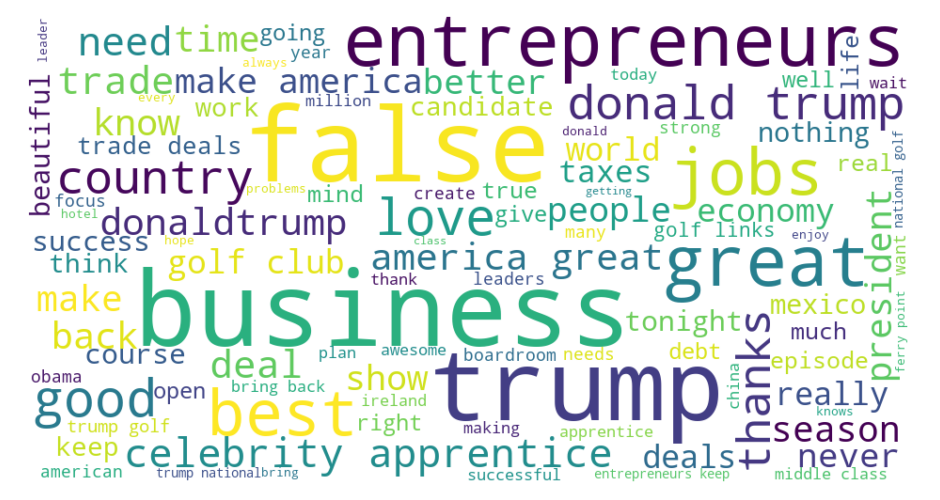 leader
need
time
going
year
entrepreneurs
always
trade
make america
better
today
well
life
wait
every
work
million
candidate
donald trump
beautiful
know
false
donald
strong
nothing
trade deals
world
jobs
real
national golf
country
problems
mind
create
true
taxes
getting
focus
hotel
donaldtrump
love
give
people
economy
success
hope
class
many
golf links
enjoy
president
want
think
golf club
america great
great
thank
leaders
make
business
mexico
ferry point
back
tonight
much
course
deal
plan
awesome
boardroom
needs
debt
thanks
episode
obama
open
bring back
show
trump
china
really
good
best
ireland
knows
trump golf
right
making
apprentice
season
keep
celebrity apprentice
deals
never
american
trump national
bring
successful
entrepreneurs keep
middle class